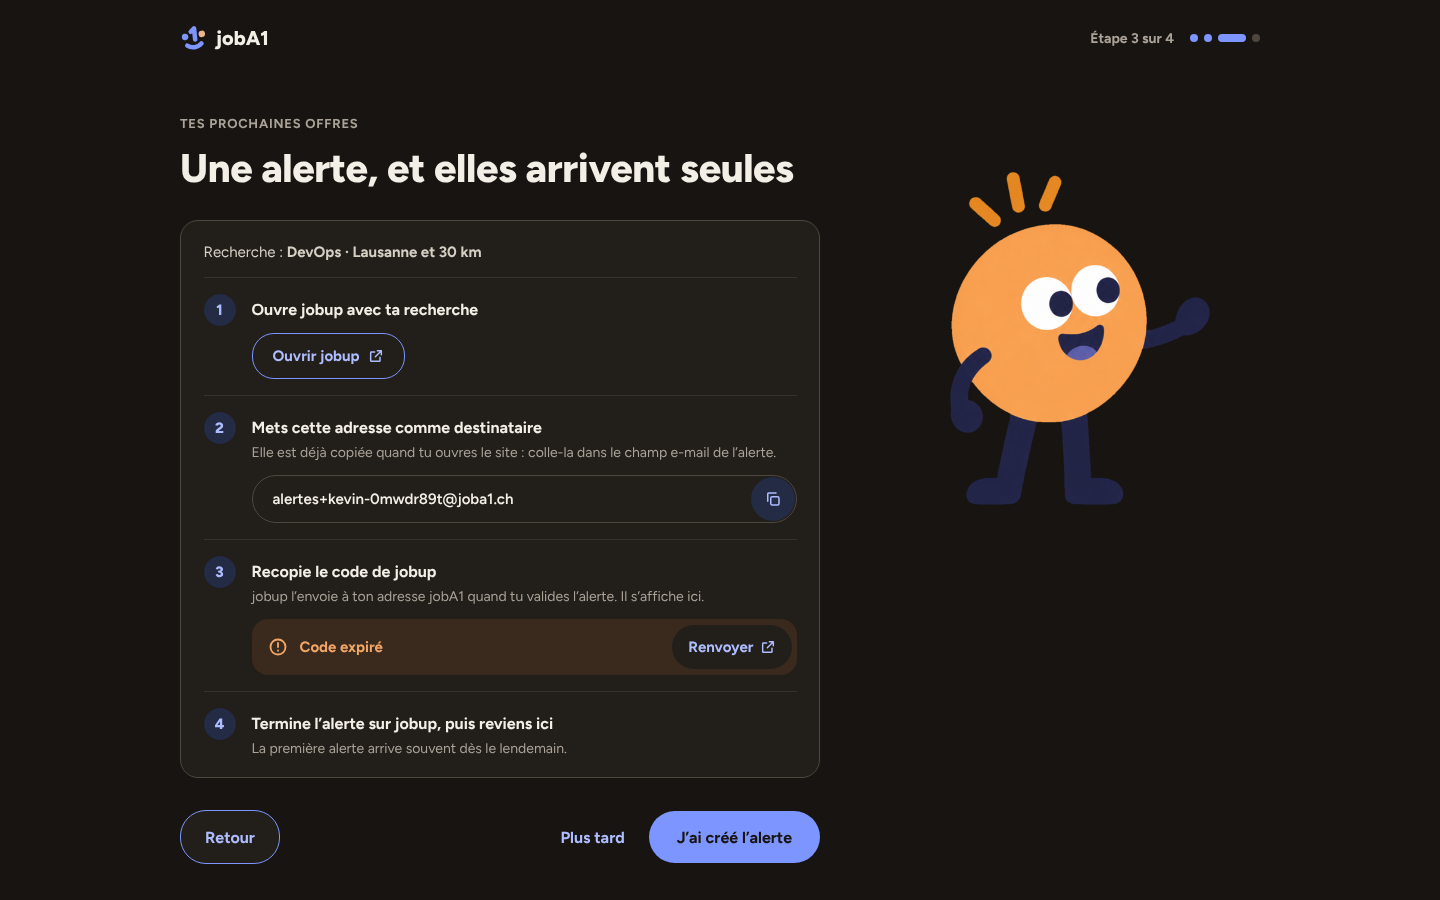 jobA1
Étape 3 sur 4
TES PROCHAINES OFFRES
Une alerte, et elles arrivent seules
Recherche : DevOps · Lausanne et 30 km
1
Ouvre jobup avec ta recherche
Ouvrir jobup
2
Mets cette adresse comme destinataire
Elle est déjà copiée quand tu ouvres le site : colle-la dans le champ e-mail de l’alerte.
alertes+kevin-0mwdr89t@joba1.ch
3
Recopie le code de jobup
jobup l’envoie à ton adresse jobA1 quand tu valides l’alerte. Il s’affiche ici.
Code expiré
Renvoyer
4
Termine l’alerte sur jobup, puis reviens ici
La première alerte arrive souvent dès le lendemain.
Retour
Plus tard
J’ai créé l’alerte